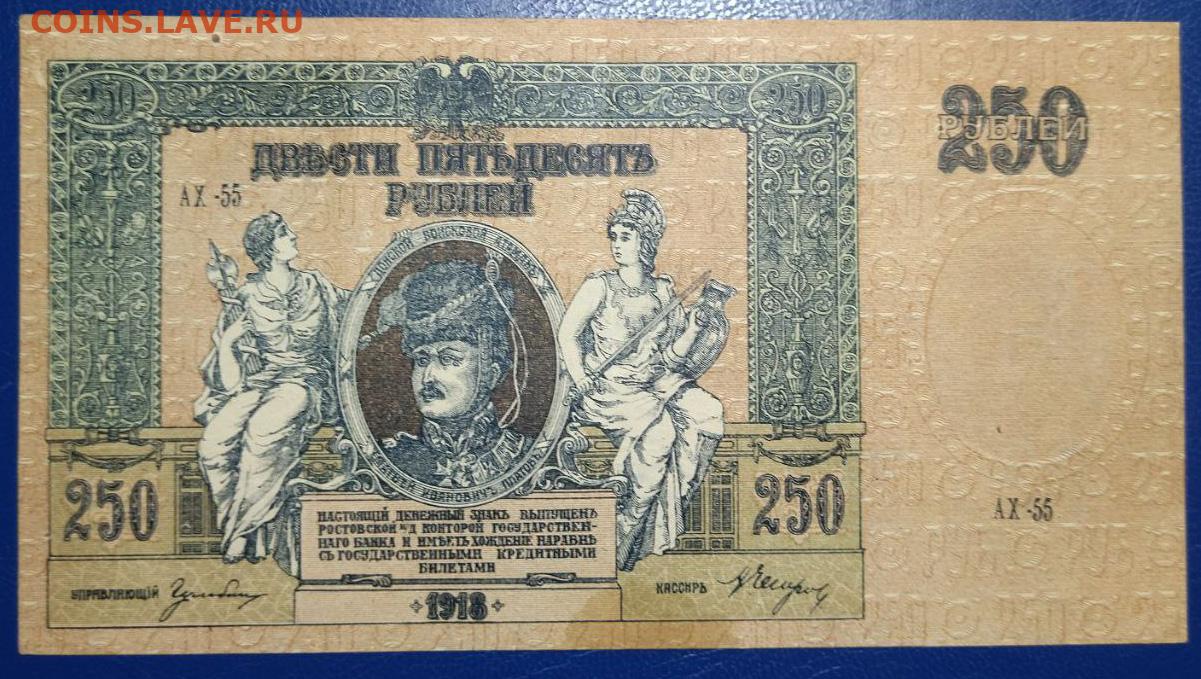 COINS.LAVE.RU
250
250
250
РУБЛЕЙ
ДВѢСТИ ПЯТЬДЕСЯТЪ
РУБЛЕЙ
АХ-55
ДОНСКОЙ ВОЙСКОВОЙ АТАМАНЪ
МАТВЕЙ ИВАНОВИЧЪ ПЛАТОВЪ
250
250
АХ-55
НАСТОЯЩІЙ ДЕНЕЖНЫЙ ЗНАКЪ ВЫПУЩЕНЪ
РОСТОВСКОЙ н/Д КОНТОРОЙ ГОСУДАРСТВЕН-
НАГО БАНКА И ИМѢЕТЪ ХОЖДЕНІЕ НАРАВНѢ
СЪ ГОСУДАРСТВЕННЫМИ КРЕДИТНЫМИ
БИЛЕТАМИ
УПРАВЛЯЮЩІЙ
КАССИРЪ
1918